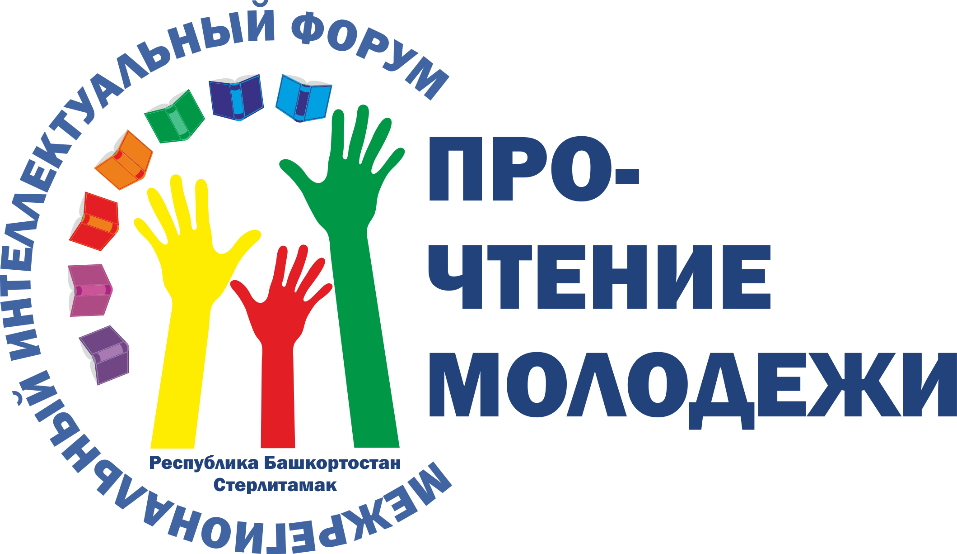 МЕЖРЕГИОНАЛЬНЫЙ ИНТЕЛЛЕКТУАЛЬНЫЙ ФОРУМ
ПРО-
ЧТЕНИЕ
МОЛОДЕЖИ
Республика Башкортостан
Стерлитамак